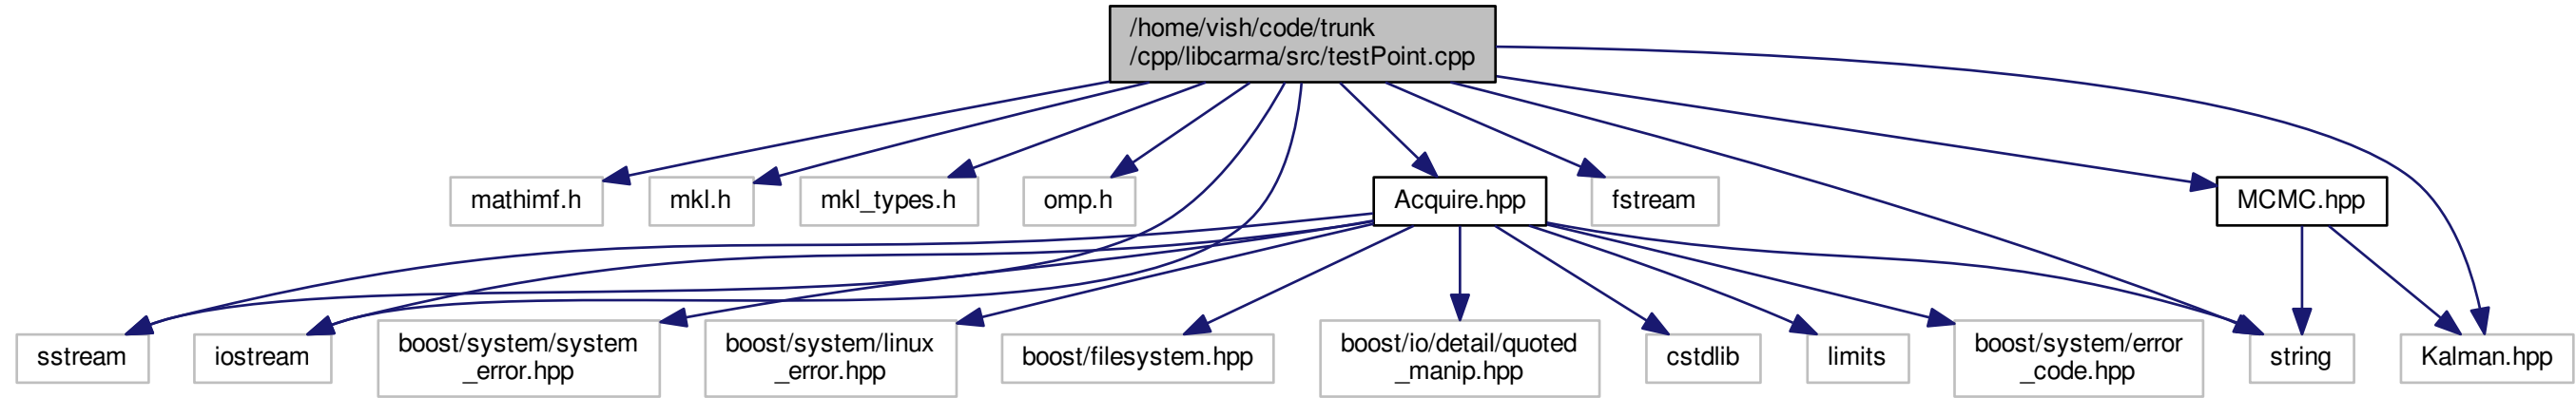 /home/vish/code/trunk
/cpp/libcarma/src/testPoint.cpp
mathimf.h
mkl.h
mkl_types.h
omp.h
Acquire.hpp
fstream
MCMC.hpp
sstream
iostream
boost/system/system
_error.hpp
boost/system/linux
_error.hpp
boost/filesystem.hpp
boost/io/detail/quoted
_manip.hpp
cstdlib
limits
boost/system/error
_code.hpp
string
Kalman.hpp